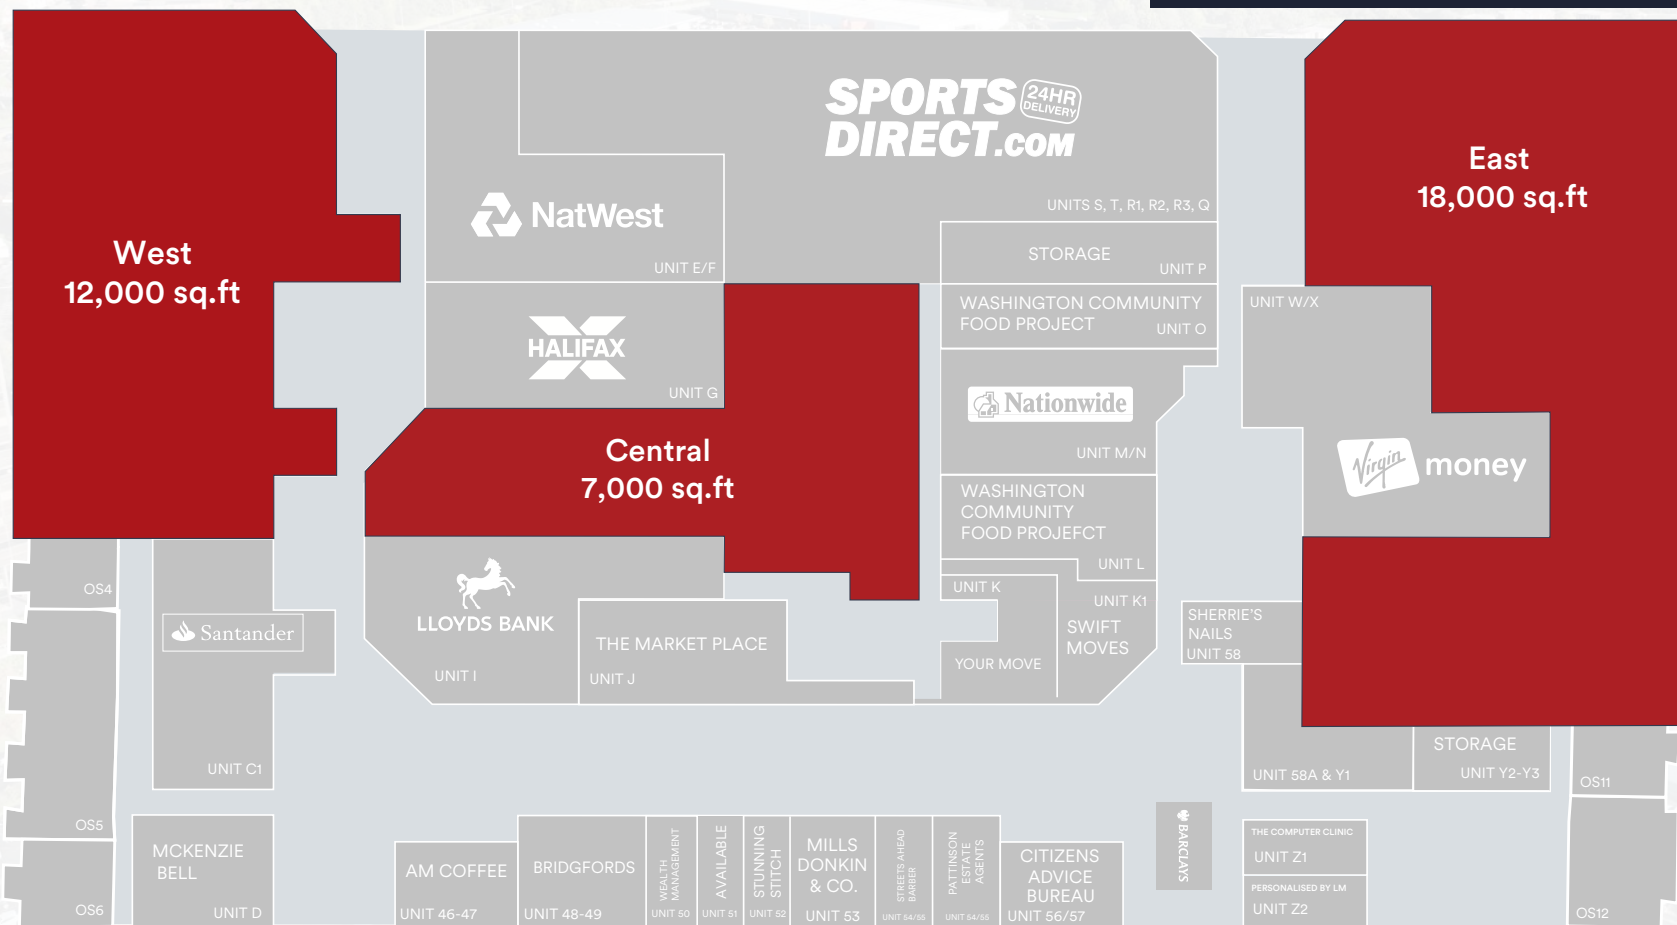 SPORTS
DIRECT.COM
24HR
DELIVERY
UNITS S, T, R1, R2, R3, Q
East
18,000 sq.ft
West
12,000 sq.ft
NatWest
UNIT E/F
STORAGE
UNIT P
WASHINGTON COMMUNITY
FOOD PROJECT
UNIT O
UNIT W/X
HALIFAX
UNIT G
Nationwide
UNIT M/N
Central
7,000 sq.ft
Virgin money
WASHINGTON
COMMUNITY
FOOD PROJEFCT
UNIT L
UNIT K
UNIT K1
SWIFT
MOVES
YOUR MOVE
LLOYDS BANK
UNIT I
THE MARKET PLACE
UNIT J
SHERRIE'S
NAILS
UNIT 58
OS4
Santander
UNIT C1
OS5
OS6
UNIT 58A & Y1
STORAGE
UNIT Y2-Y3
OS11
OS12
MCKENZIE
BELL
UNIT D
AM COFFEE
UNIT 46-47
BRIDGFORDS
UNIT 48-49
WEALTH
MANAGEMENT
UNIT 50
AVAILABLE
UNIT 51
STUNNING
STITCH
UNIT 52
MILLS
DONKIN
& CO.
UNIT 53
STREETS AHEAD
BARBER
UNIT 54/55
PATTINSON
ESTATE
AGENTS
UNIT 54/55
CITIZENS
ADVICE
BUREAU
UNIT 56/57
BARCLAYS
THE COMPUTER CLINIC
UNIT Z1
PERSONALISED BY LM
UNIT Z2